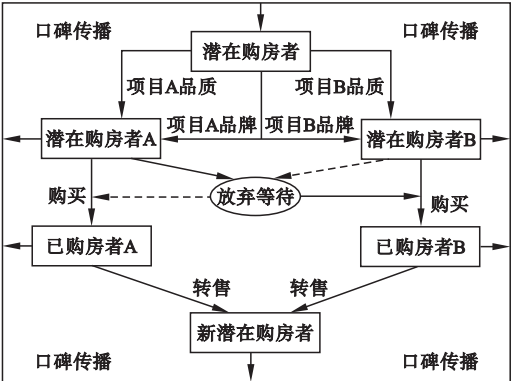 口碑传播
口碑传播
潜在购房者
项目A品质
项目B品质
项目A品牌
项目B品牌
潜在购房者A
潜在购房者B
购买
放弃等待
购买
已购房者A
已购房者B
转售
转售
新潜在购房者
口碑传播
口碑传播